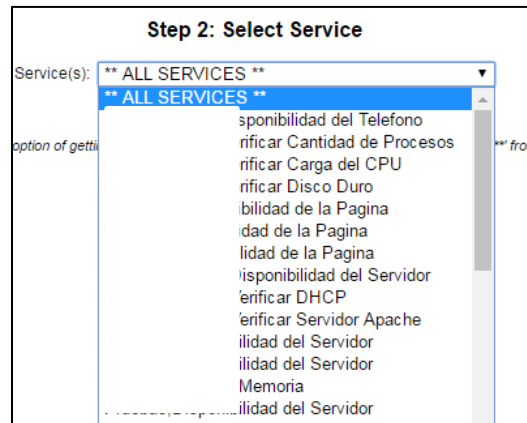 Step 2: Select Service
Service(s): ** ALL SERVICES **
** ALL SERVICES **
sponibilidad del Telefono
option of getti rificar Cantidad de Procesos **' fro
rificar Carga del CPU
rificar Disco Duro
ibilidad de la Pagina
idad de la Pagina
lidad de la Pagina
Disponibilidad del Servidor
erificar DHCP
erificar Servidor Apache
ilidad del Servidor
ilidad del Servidor
Memoria
ilidad del Servidor